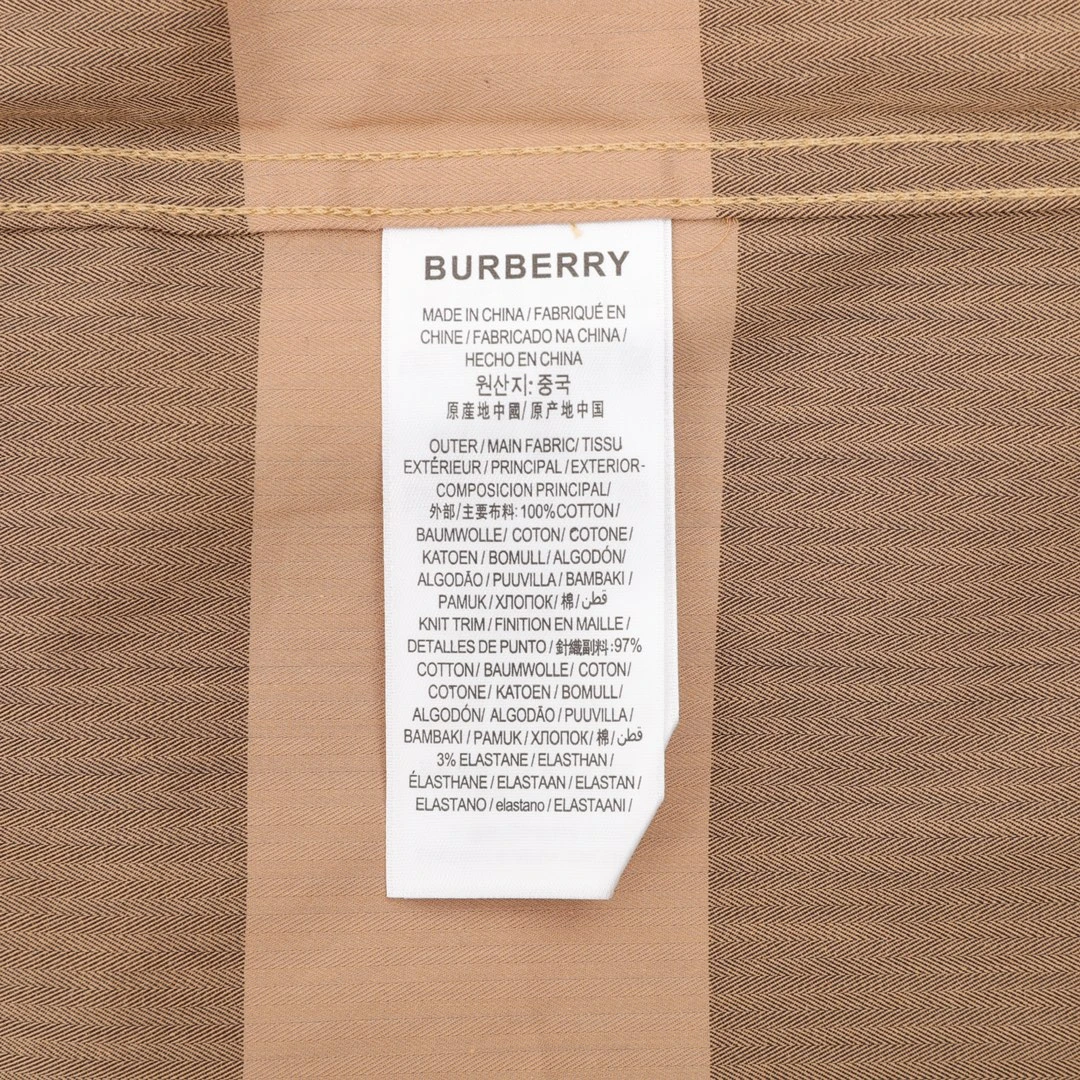 BURBERRY
MADE IN CHINA / FABRIQUÉ EN
CHINE / FABRICADO NA CHINA /
HECHO EN CHINA
원산지: 중국
原産地中國/ 原产地中国
OUTER / MAIN FABRIC/ TISSU
EXTÉRIEUR / PRINCIPAL / EXTERIOR-
COMPOSICION PRINCIPAL/
外部/主要布料: 100%COTTON /
BAUMWOLLE/ COTON/ COTONE/
KATOEN / BOMULL/ ALGODÓN/
ALGODÃO / PUUVILLA / BAMBAKI /
PAMUK / ХЛОПОК/ 棉/ قطن
KNIT TRIM / FINITION EN MAILLE /
DETALLES DE PUNTO / 針織副料:97%
COTTON/ BAUMWOLLE/ COTON/
COTONE/ KATOEN / BOMULL/
ALGODÓN/ ALGODÃO / PUUVILLA /
BAMBAKI / PAMUK / ХЛОПОК/ 棉/ قطن
3% ELASTANE / ELASTHAN /
ÉLASTHANE / ELASTAAN / ELASTAN /
ELASTANO / elastano / ELASTAANI /